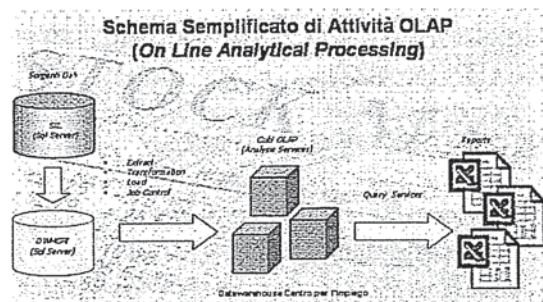 Schema Semplificato di Attività OLAP
(On Line Analytical Processing)
Sorgenti Dati
(Sql Server)
Extract
Transformation
Load
Job Control
Cubi OLAP
(Analysis Services)
Query Services
Reports
(Sql Server)
Datawarehouse Centro per l'Impiego